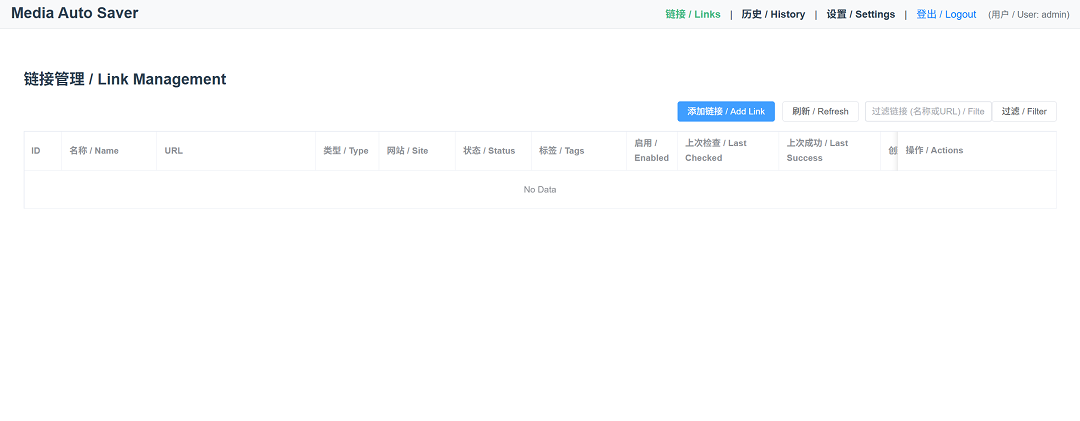 Media Auto Saver
链接 / Links | 历史 / History | 设置 / Settings | 登出 / Logout (用户 / User: admin)
链接管理 / Link Management
添加链接 / Add Link 刷新 / Refresh 过滤链接 (名称或URL) / Filte 过滤 / Filter
ID 名称 / Name URL 类型 / Type 网站 / Site 状态 / Status 标签 / Tags 启用 / Enabled 上次检查 / Last Checked 上次成功 / Last Success 创 操作 / Actions
No Data